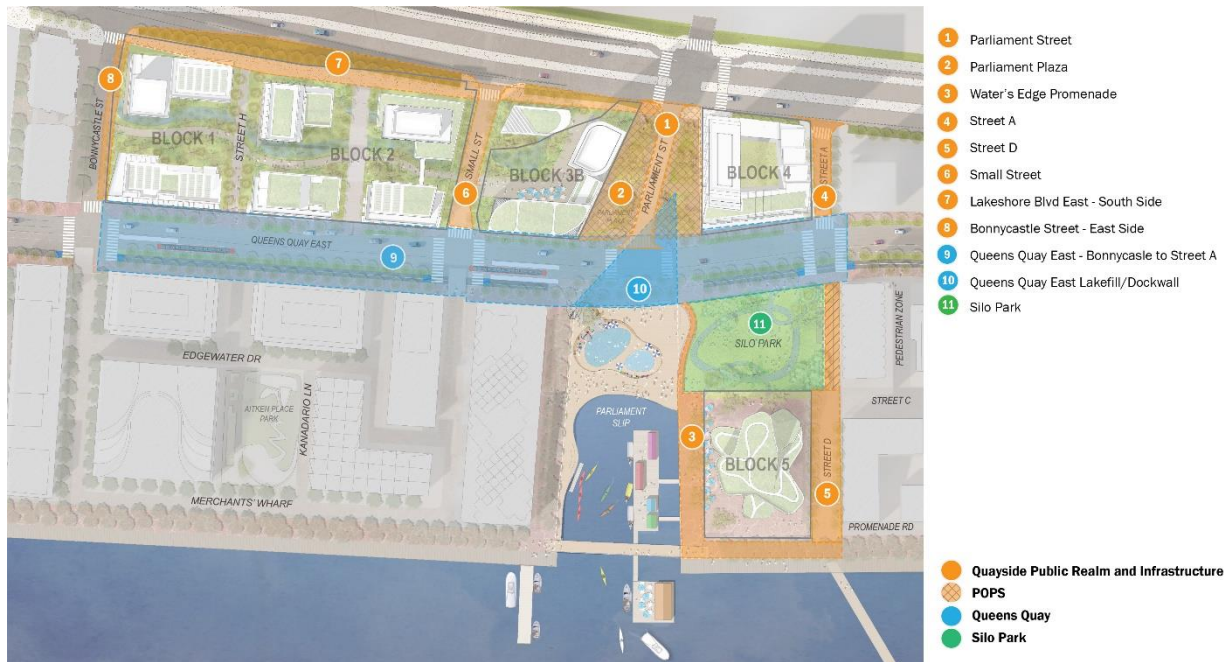 1 Parliament Street
2 Parliament Plaza
3 Water's Edge Promenade
4 Street A
5 Street D
6 Small Street
7 Lakeshore Blvd East - South Side
8 Bonnycastle Street - East Side
9 Queens Quay East - Bonnycasle to Street A
10 Queens Quay East Lakefill/Dockwall
11 Silo Park
7
8
BONNYCASTLE ST
BLOCK 1
STREET H
BLOCK 2
SMALL ST
6
BLOCK 3B
1
2
PARLIAMENT PLAZA
PARLIAMENT ST
BLOCK 4
STREET A
4
QUEENS QUAY EAST
9
10
11
SILO PARK
EDGEWATER DR
AITKEN PLACE
PARK
KANADARIO LN
MERCHANTS' WHARF
PARLIAMENT
SLIP
3
BLOCK 5
STREET D
5
PEDESTRIAN ZONE
STREET C
PROMENADE RD
Quayside Public Realm and Infrastructure
POPS
Queens Quay
Silo Park